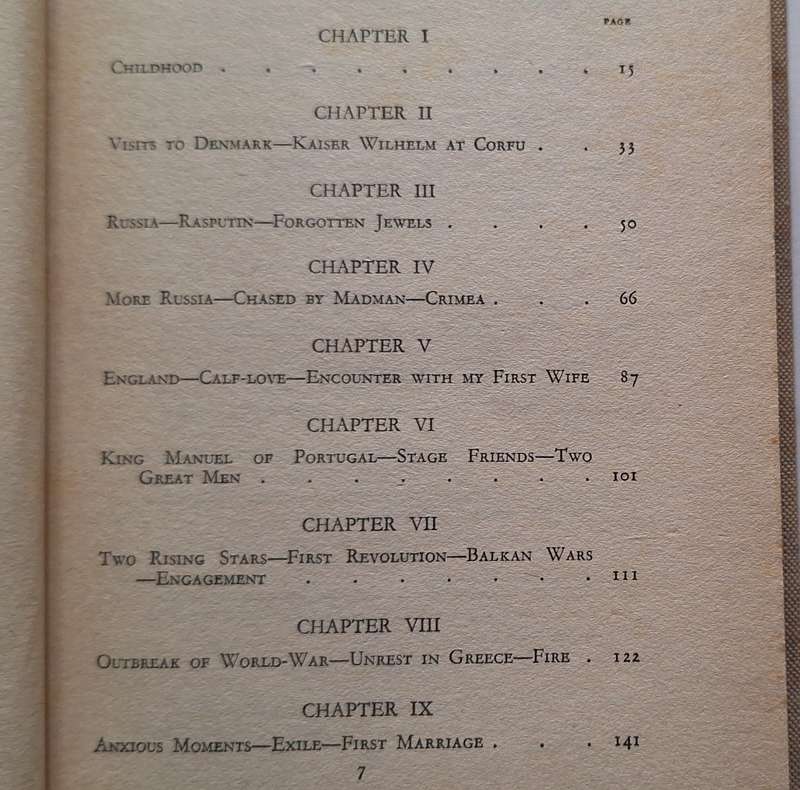 PAGE
CHAPTER I
CHILDHOOD . . . . . . . . . 15
CHAPTER II
VISITS TO DENMARK—KAISER WILHELM AT CORFU . . 33
CHAPTER III
RUSSIA—RASPUTIN—FORGOTTEN JEWELS . . . . 50
CHAPTER IV
MORE RUSSIA—CHASED BY MADMAN—CRIMEA . . . 66
CHAPTER V
ENGLAND—CALF-LOVE—ENCOUNTER WITH MY FIRST WIFE 87
CHAPTER VI
KING MANUEL OF PORTUGAL—STAGE FRIENDS—TWO
GREAT MEN . . . . . . . . 101
CHAPTER VII
TWO RISING STARS—FIRST REVOLUTION—BALKAN WARS
—ENGAGEMENT . . . . . . . 111
CHAPTER VIII
OUTBREAK OF WORLD-WAR—UNREST IN GREECE—FIRE . 122
CHAPTER IX
ANXIOUS MOMENTS—EXILE—FIRST MARRIAGE . . . 141
7